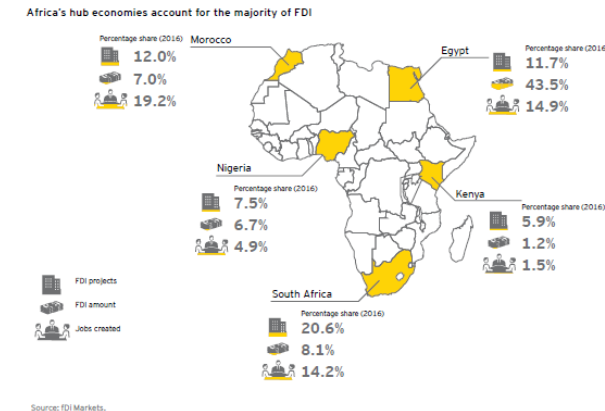 Africa's hub economies account for the majority of FDI
Morocco
Percentage share (2016)
12.0%
7.0%
19.2%
Egypt
Percentage share (2016)
11.7%
43.5%
14.9%
Nigeria
Percentage share (2016)
7.5%
6.7%
4.9%
Kenya
Percentage share (2016)
5.9%
1.2%
1.5%
South Africa
Percentage share (2016)
20.6%
8.1%
14.2%
FDI projects
FDI amount
Jobs created
Source: fDi Markets.